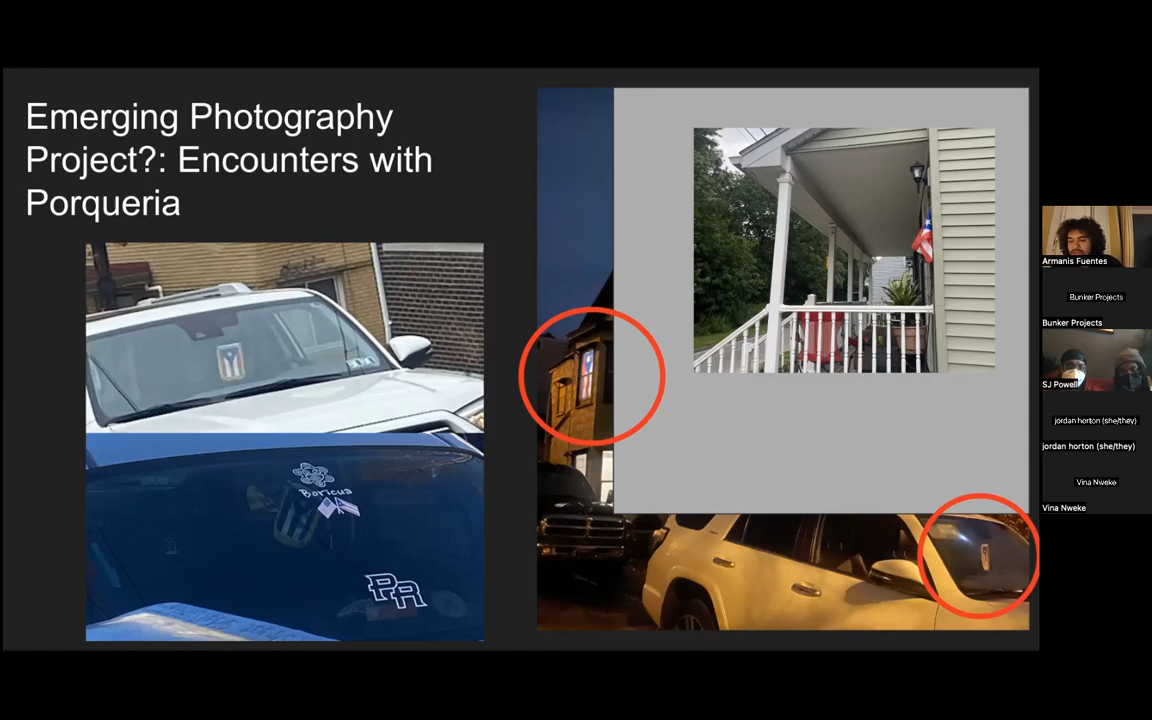 Emerging Photography
Project?: Encounters with
Porqueria
Boricua
PR
Armanis Fuentes
Bunker Projects
Bunker Projects
SJ Powell
jordan horton (she/they)
jordan horton (she/they)
Vina Nweke
Vina Nweke